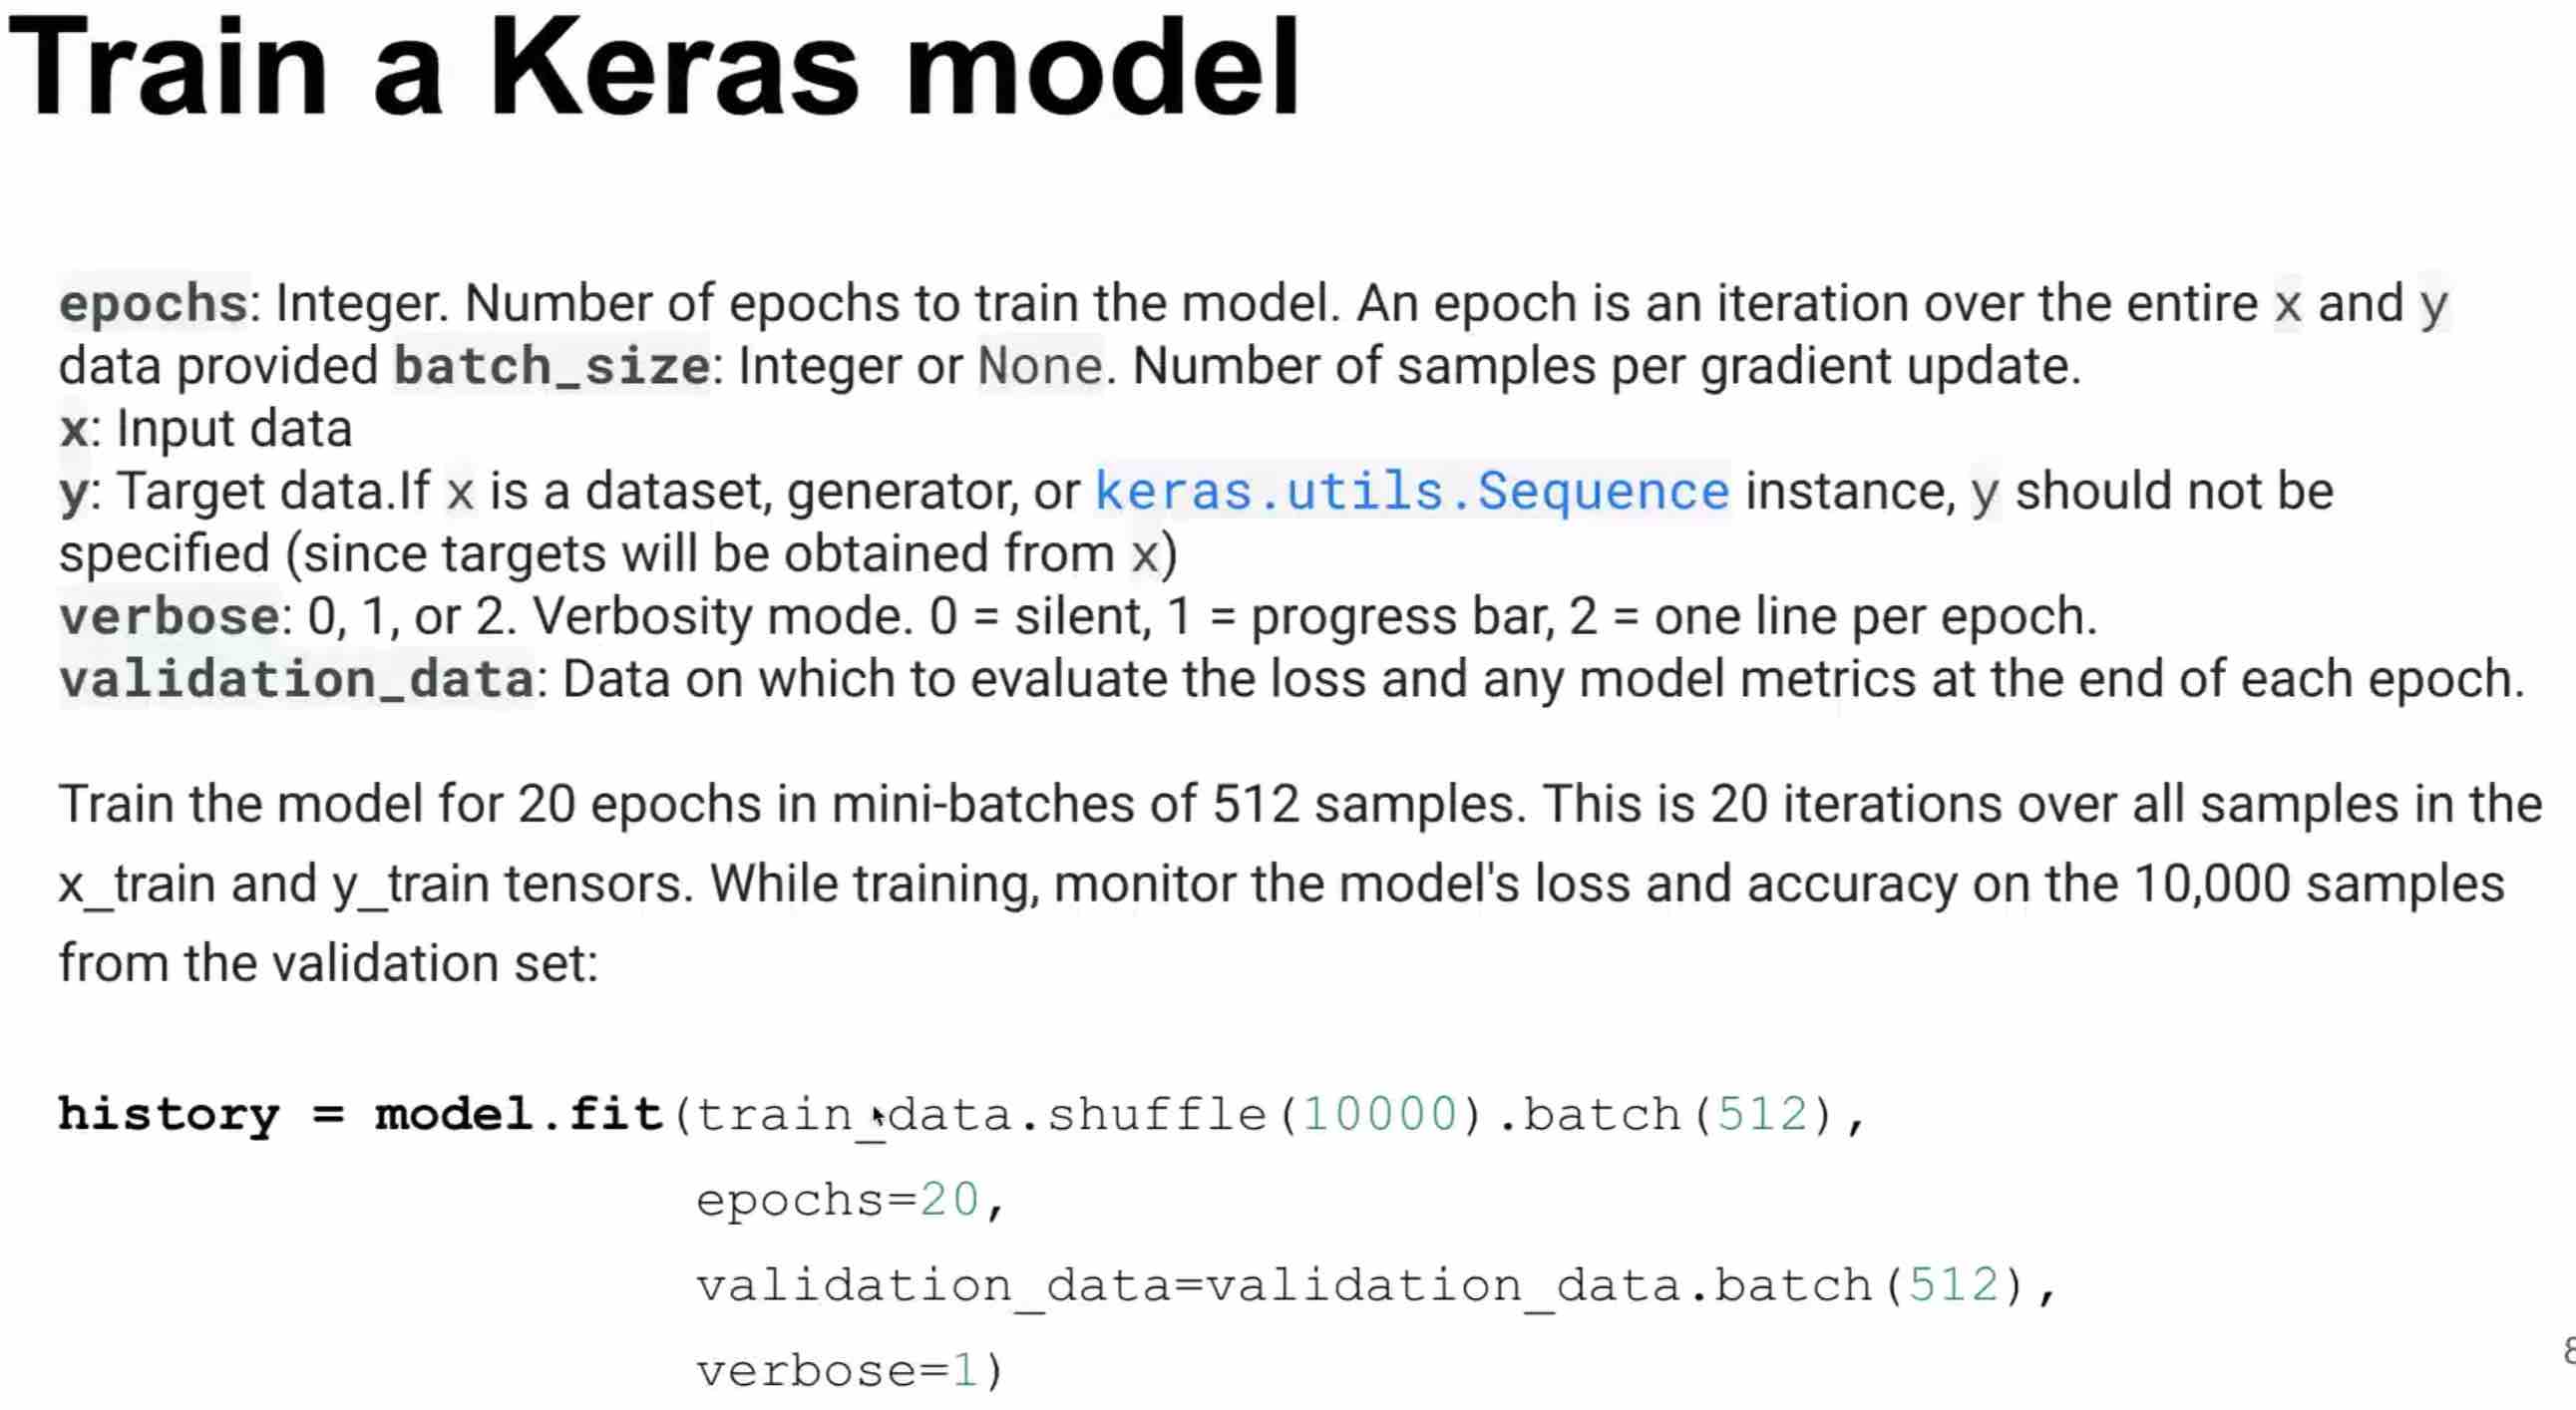 Train a Keras model
epochs: Integer. Number of epochs to train the model. An epoch is an iteration over the entire x and y
data provided batch_size: Integer or None. Number of samples per gradient update.
x: Input data
y: Target data.If x is a dataset, generator, or keras.utils.Sequence instance, y should not be
specified (since targets will be obtained from x)
verbose: 0, 1, or 2. Verbosity mode. 0 = silent, 1 = progress bar, 2 = one line per epoch.
validation_data: Data on which to evaluate the loss and any model metrics at the end of each epoch.
Train the model for 20 epochs in mini-batches of 512 samples. This is 20 iterations over all samples in the
x_train and y_train tensors. While training, monitor the model's loss and accuracy on the 10,000 samples
from the validation set:
history = model.fit(train_data.shuffle(10000).batch(512),
epochs=20,
validation_data=validation_data.batch(512),
verbose=1)